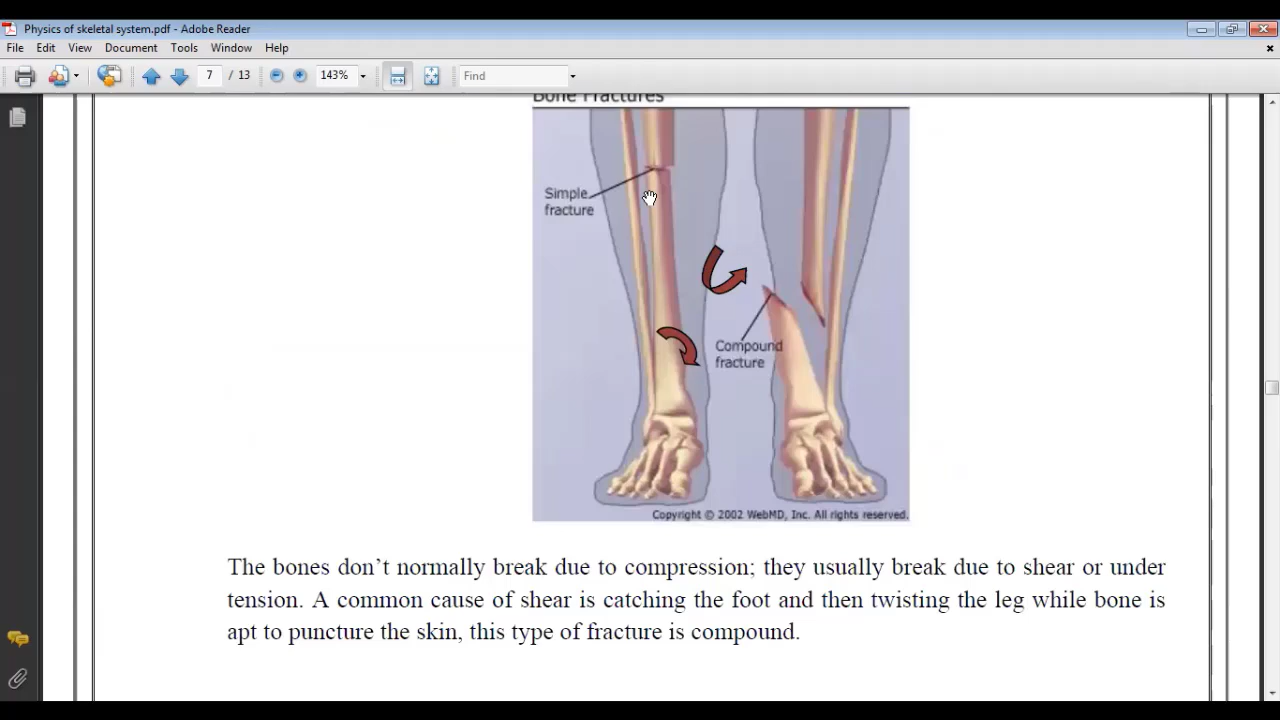 Physics of skeletal system.pdf - Adobe Reader
File Edit View Document Tools Window Help
7 / 13 143% Find
Bone Fractures
Simple
fracture
Compound
fracture
Copyright © 2002 WebMD, Inc. All rights reserved.
The bones don’t normally break due to compression; they usually break due to shear or under
tension. A common cause of shear is catching the foot and then twisting the leg while bone is
apt to puncture the skin, this type of fracture is compound.